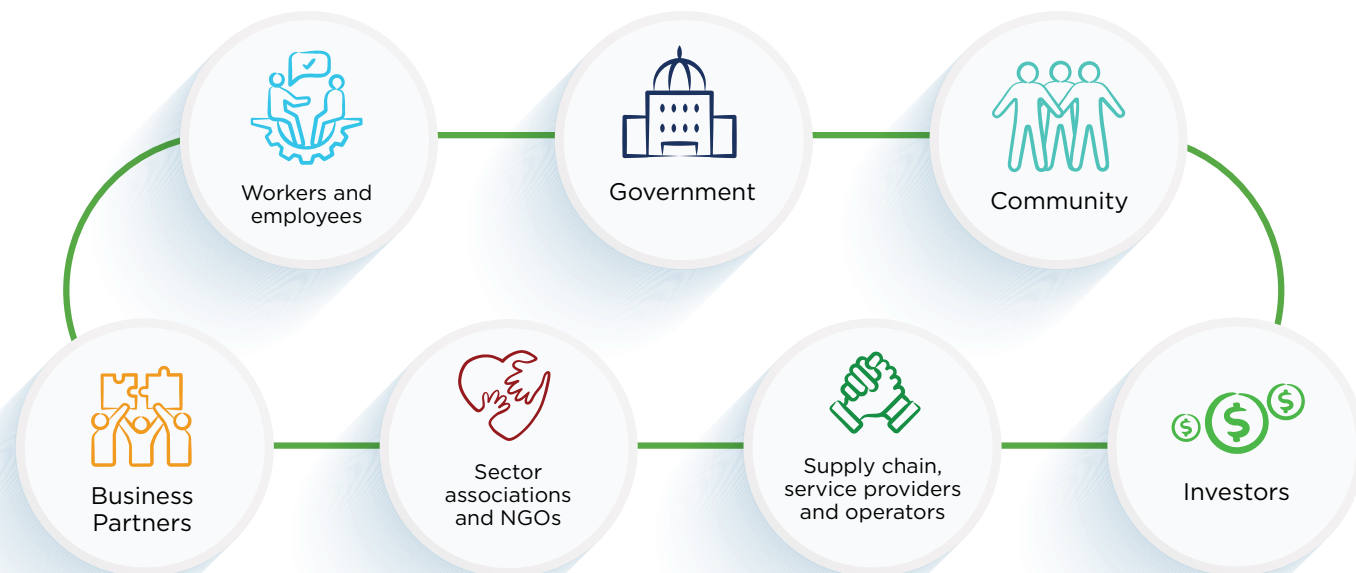 Workers and
employees
Government
Community
Business
Partners
Sector
associations
and NGOs
Supply chain,
service providers
and operators
Investors